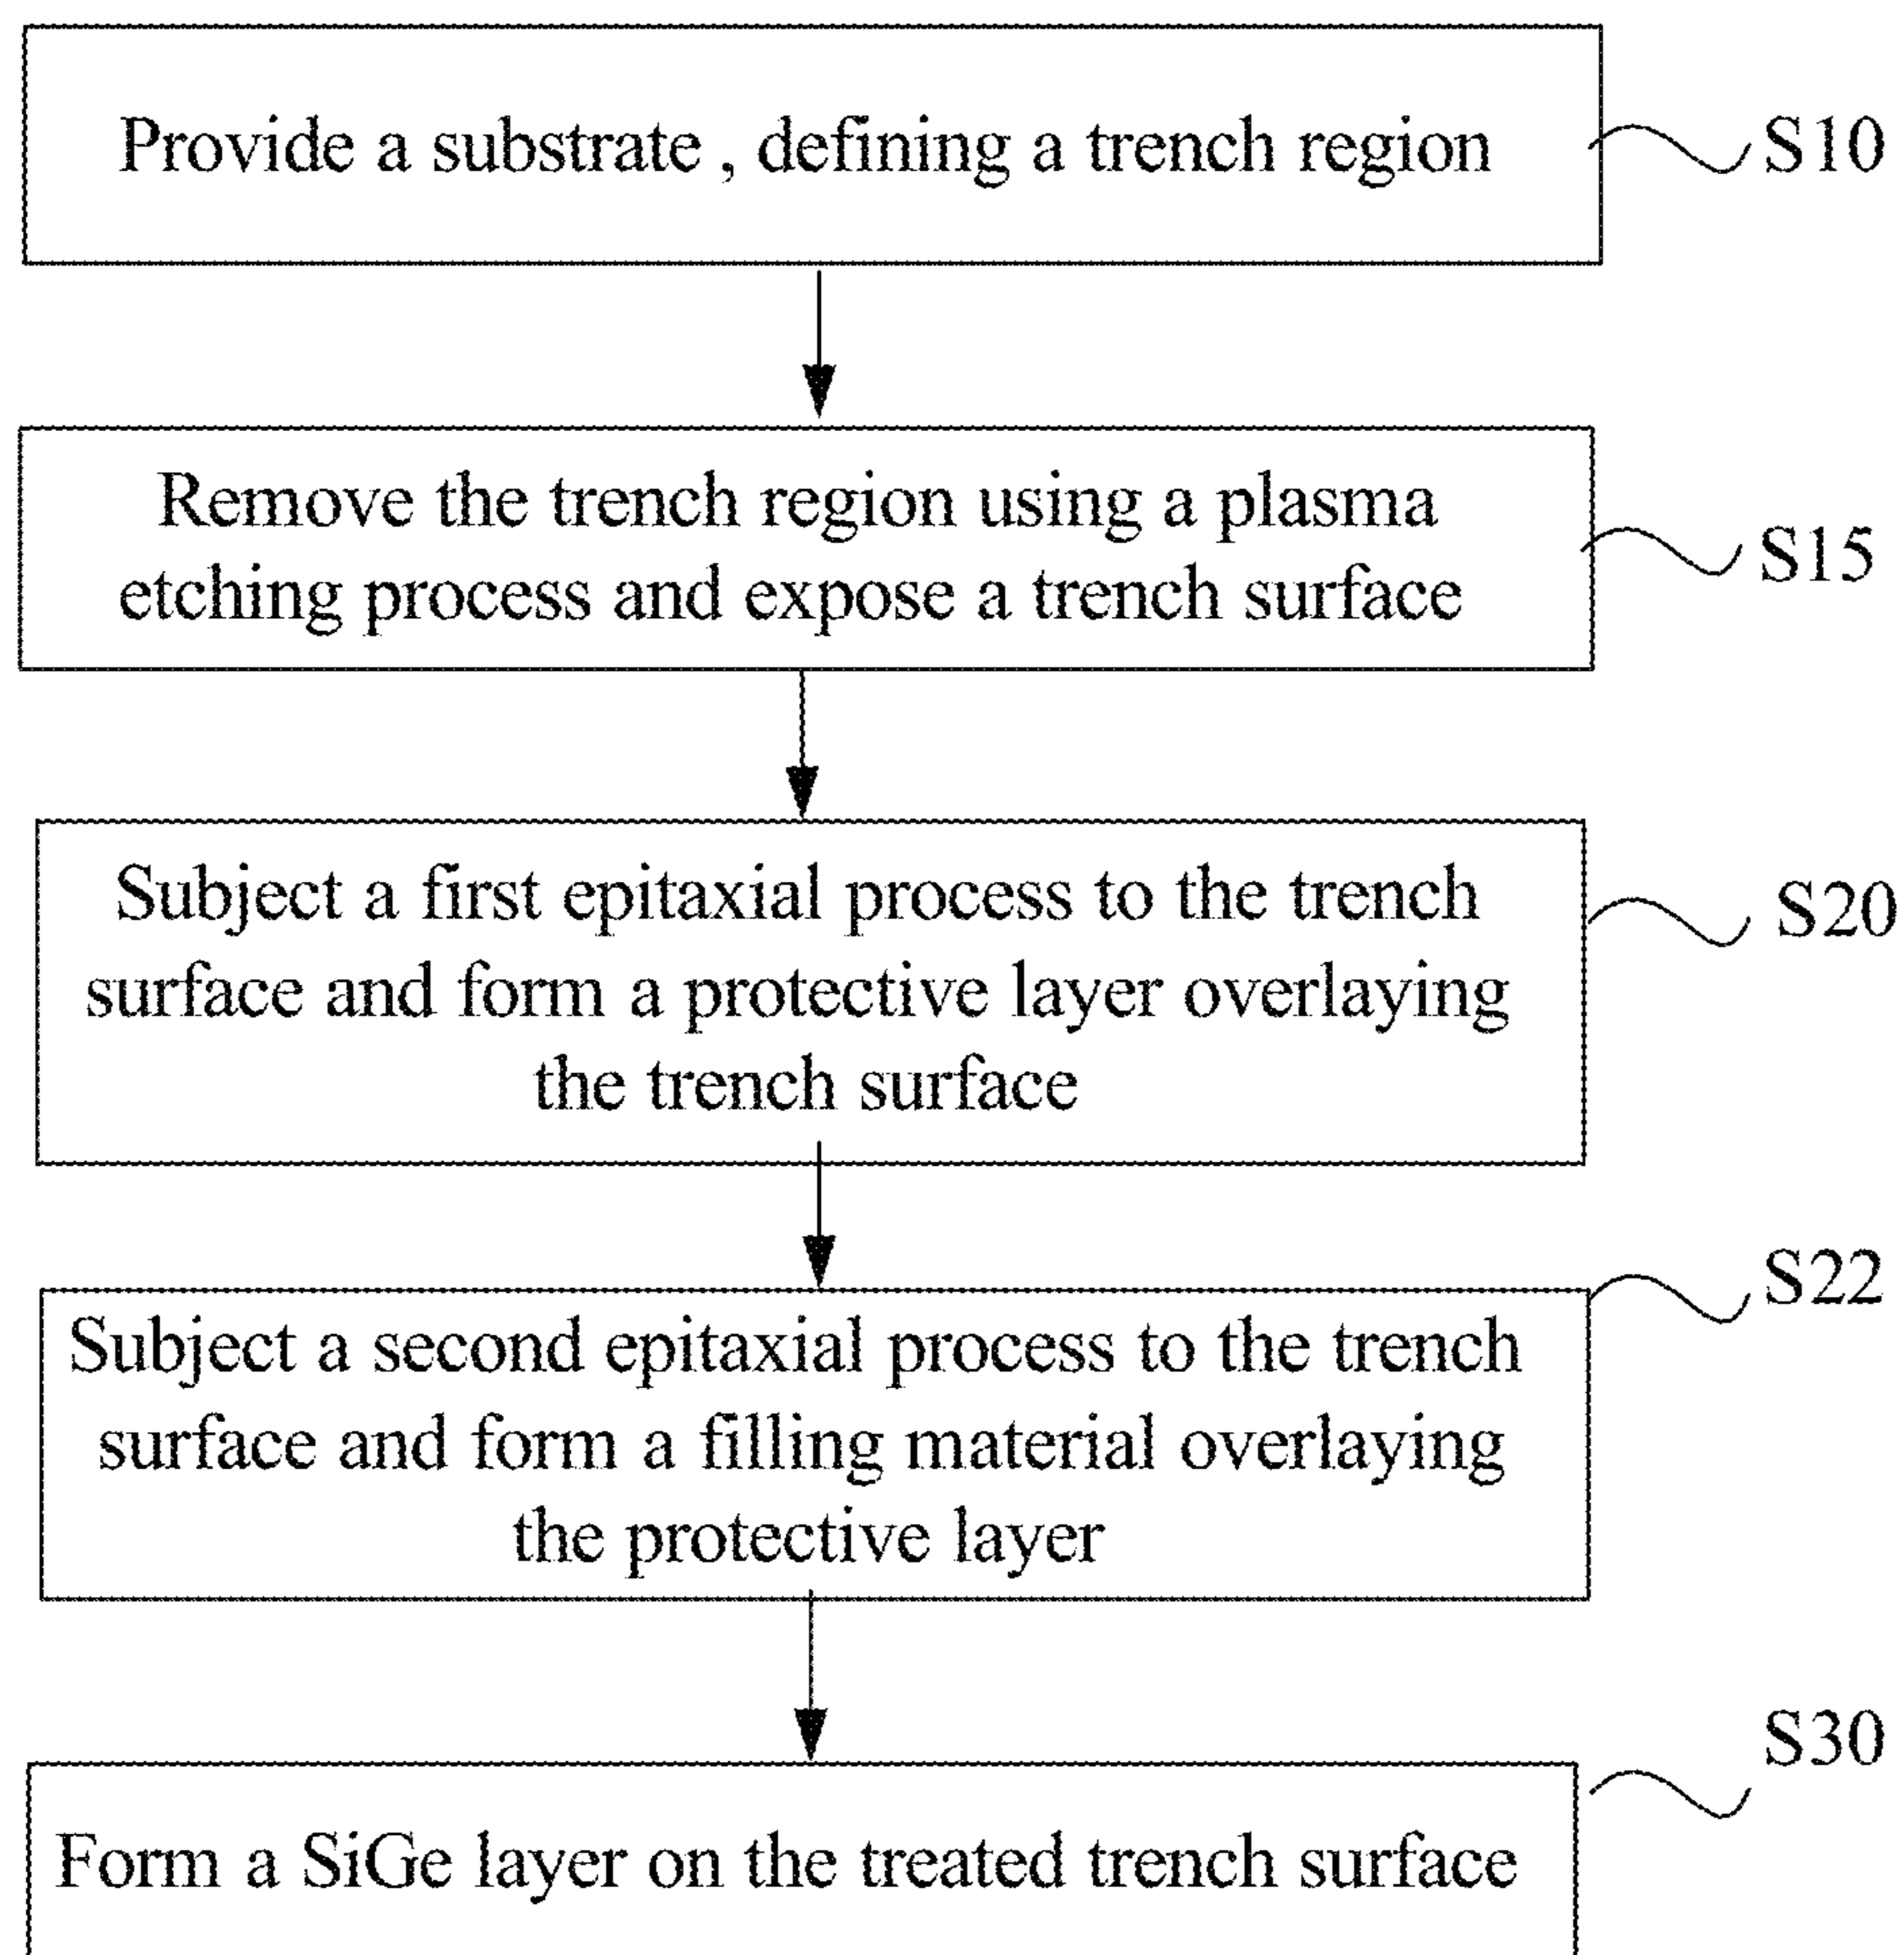 Provide a substrate , defining a trench region
S10
Remove the trench region using a plasma
etching process and expose a trench surface
S15
Subject a first epitaxial process to the trench
surface and form a protective layer overlaying
the trench surface
S20
Subject a second epitaxial process to the trench
surface and form a filling material overlaying
the protective layer
S22
Form a SiGe layer on the treated trench surface
S30